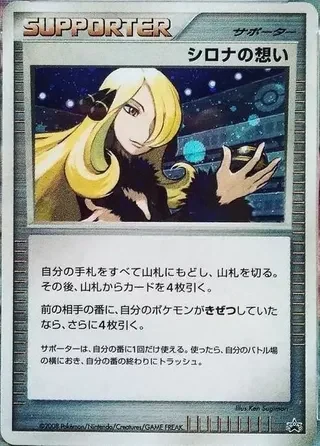 SUPPORTER
サポーター
シロナの想い
自分の手札をすべて山札にもどし、山札を切る。
その後、山札からカードを4枚引く。
前の相手の番に、自分のポケモンがきぜつしていた
なら、さらに4枚引く。
サポーターは、自分の番に1回だけ使える。使ったら、自分のバトル場
の横におき、自分の番の終わりにトラッシュ。
Illus. Ken Sugimori
©2008 Pokémon/Nintendo/Creatures/GAME FREAK.